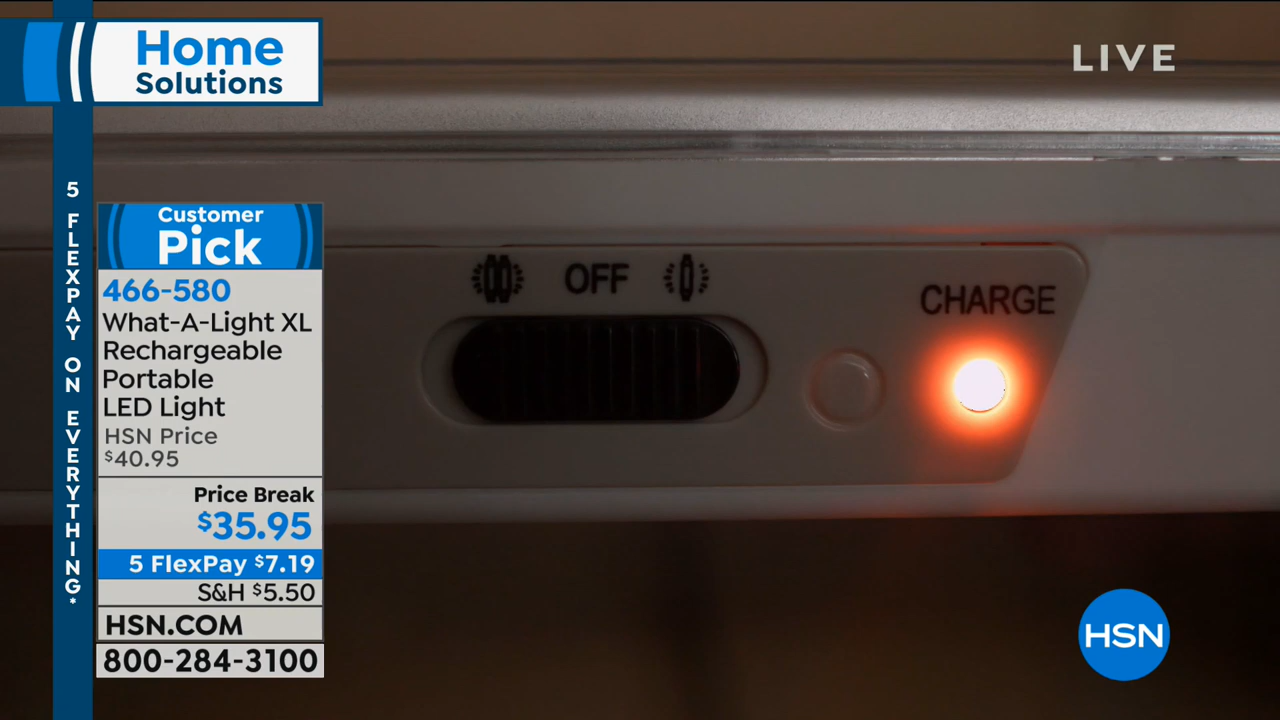 Home
Solutions
LIVE
5 FLEXPAY ON EVERYTHING*
Customer
Pick
466-580
What-A-Light XL
Rechargeable
Portable
LED Light
HSN Price
$40.95
Price Break
$35.95
5 FlexPay $7.19
S&H $5.50
HSN.COM
800-284-3100
OFF
CHARGE
HSN